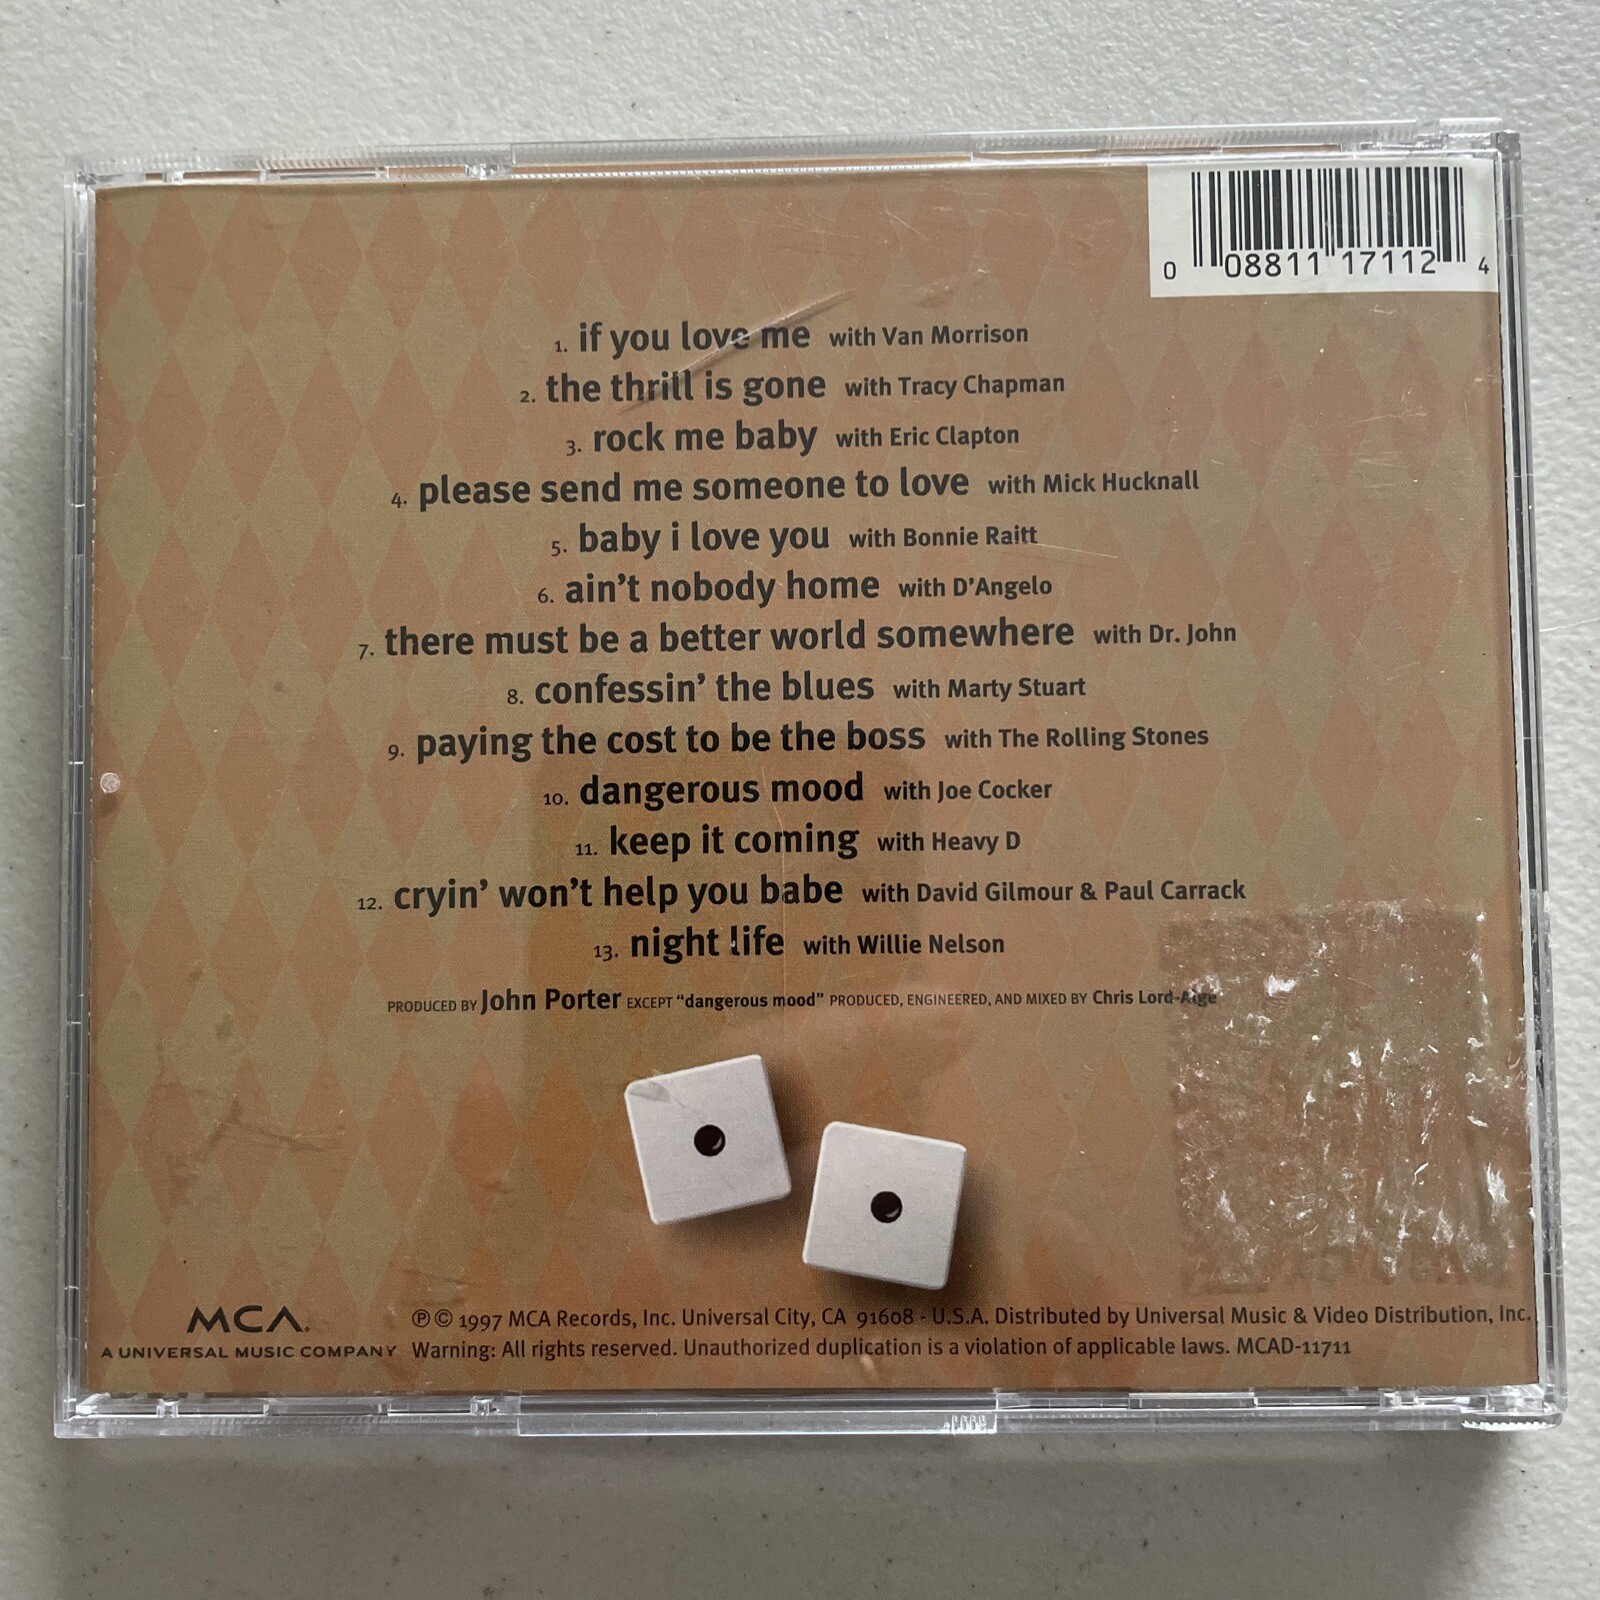 0 08811 17112 4
1. if you love me with Van Morrison
2. the thrill is gone with Tracy Chapman
3. rock me baby with Eric Clapton
4. please send me someone to love with Mick Hucknall
5. baby i love you with Bonnie Raitt
6. ain't nobody home with D'Angelo
7. there must be a better world somewhere with Dr. John
8. confessin' the blues with Marty Stuart
9. paying the cost to be the boss with The Rolling Stones
10. dangerous mood with Joe Cocker
11. keep it coming with Heavy D
12. cryin' won't help you babe with David Gilmour & Paul Carrack
13. night life with Willie Nelson
PRODUCED BY John Porter EXCEPT "dangerous mood" PRODUCED, ENGINEERED, AND MIXED BY Chris Lord-Alge
MCA.
A UNIVERSAL MUSIC COMPANY
℗© 1997 MCA Records, Inc. Universal City, CA 91608 - U.S.A. Distributed by Universal Music & Video Distribution, Inc.
Warning: All rights reserved. Unauthorized duplication is a violation of applicable laws. MCAD-11711